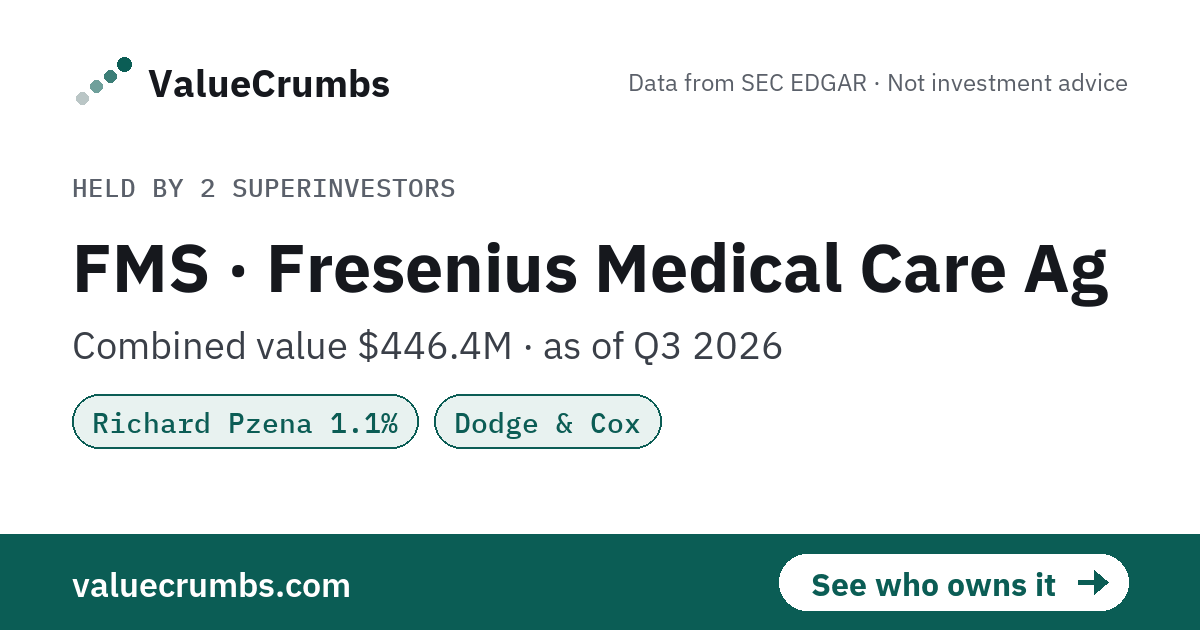 ValueCrumbs
Data from SEC EDGAR · Not investment advice
HELD BY 2 SUPERINVESTORS
FMS · Fresenius Medical Care Ag
Combined value $446.4M · as of Q3 2026
Richard Pzena 1.1%
Dodge & Cox
valuecrumbs.com
See who owns it →